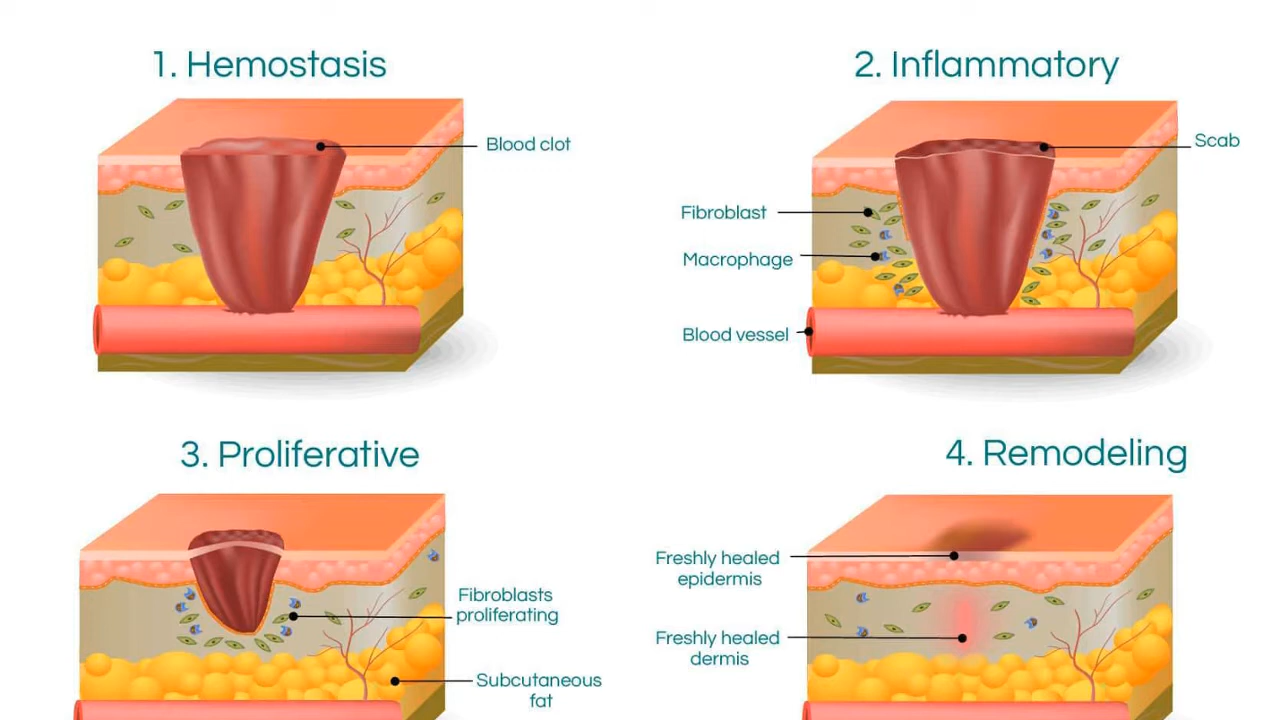 1. Hemostasis
Blood clot
2. Inflammatory
Scab
Fibroblast
Macrophage
Blood vessel
3. Proliferative
Fibroblasts
proliferating
Subcutaneous
fat
4. Remodeling
Freshly healed
epidermis
Freshly healed
dermis